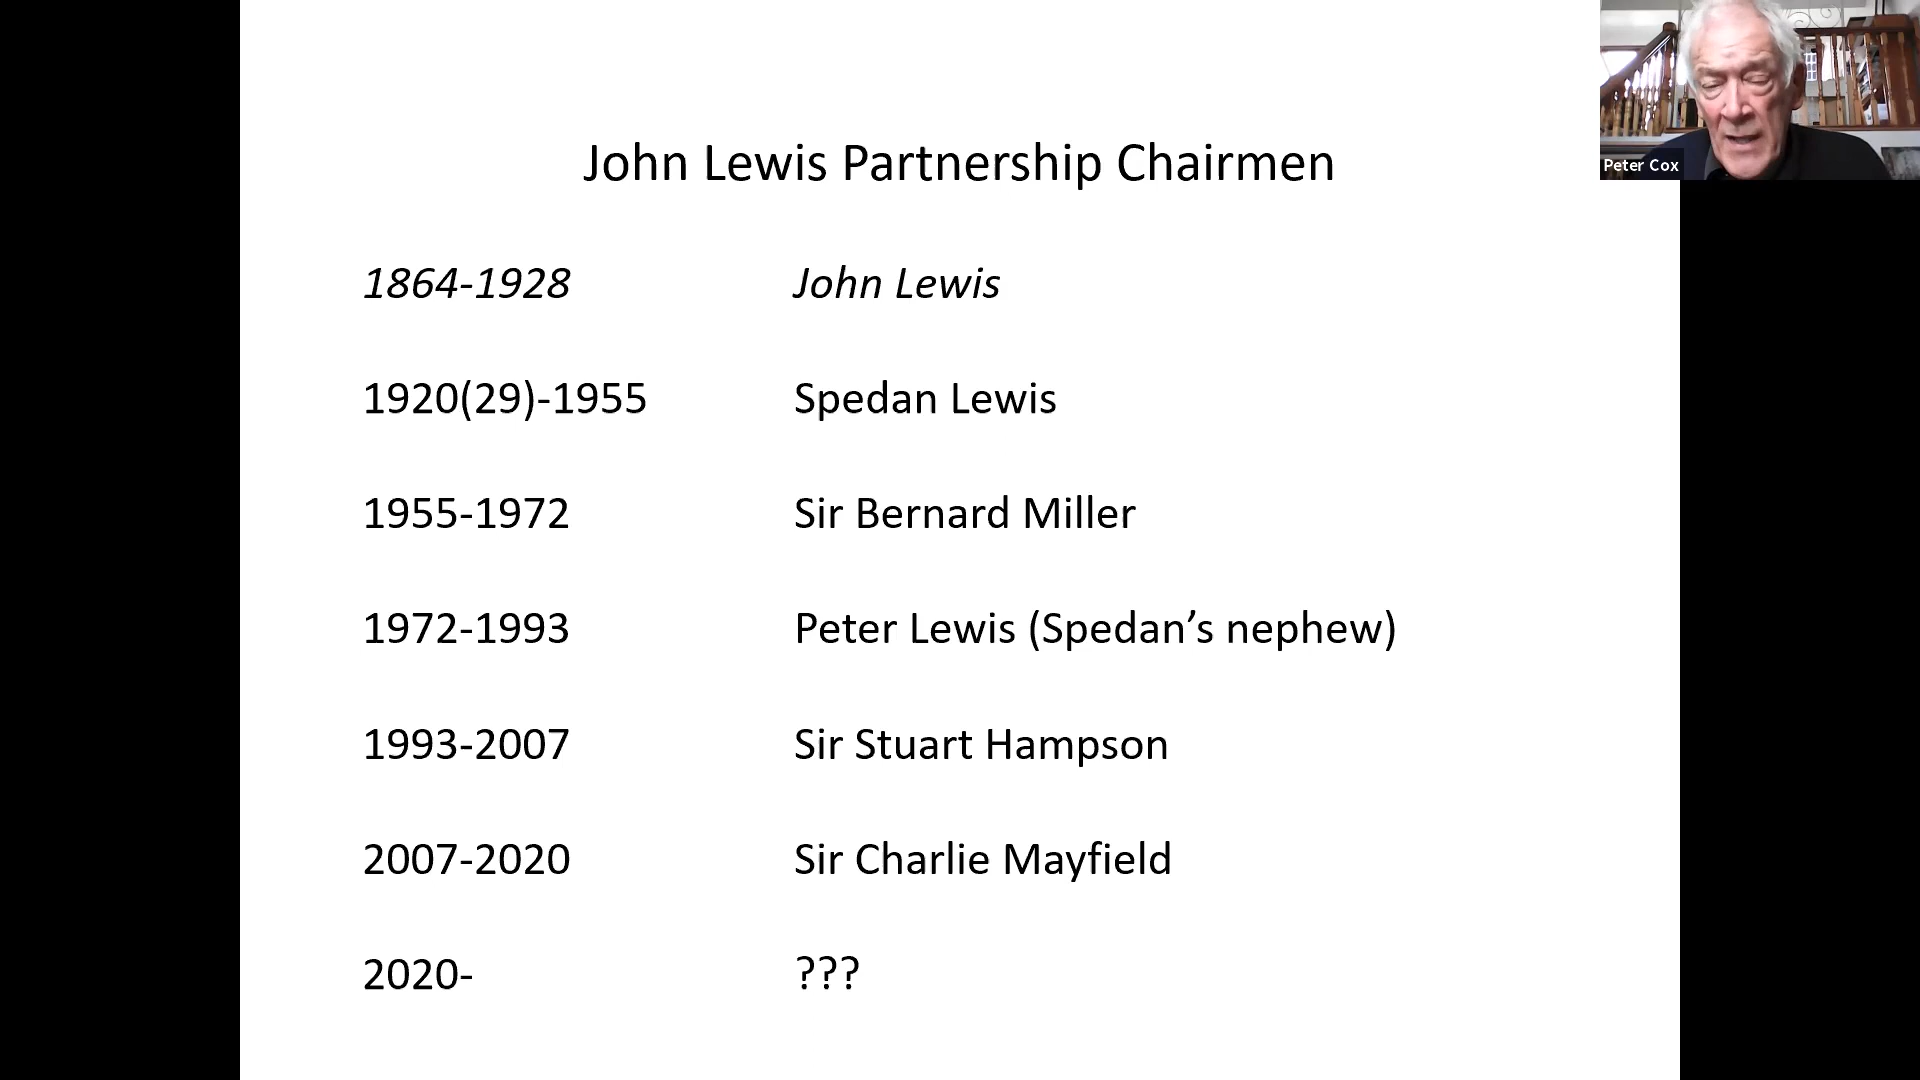 John Lewis Partnership Chairmen
1864-1928 John Lewis
1920(29)-1955 Spedan Lewis
1955-1972 Sir Bernard Miller
1972-1993 Peter Lewis (Spedan’s nephew)
1993-2007 Sir Stuart Hampson
2007-2020 Sir Charlie Mayfield
2020- ???
Peter Cox